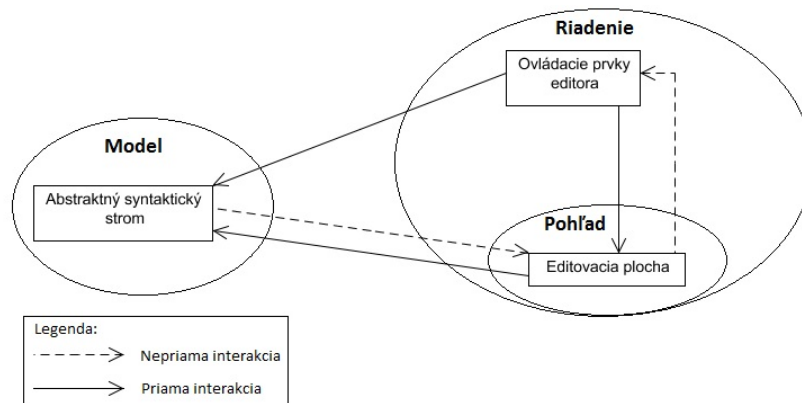 Riadenie
Ovládacie prvky
editora
Model
Abstraktný syntaktický
strom
Pohľad
Editovacia plocha
Legenda:
Nepriama interakcia
Priama interakcia